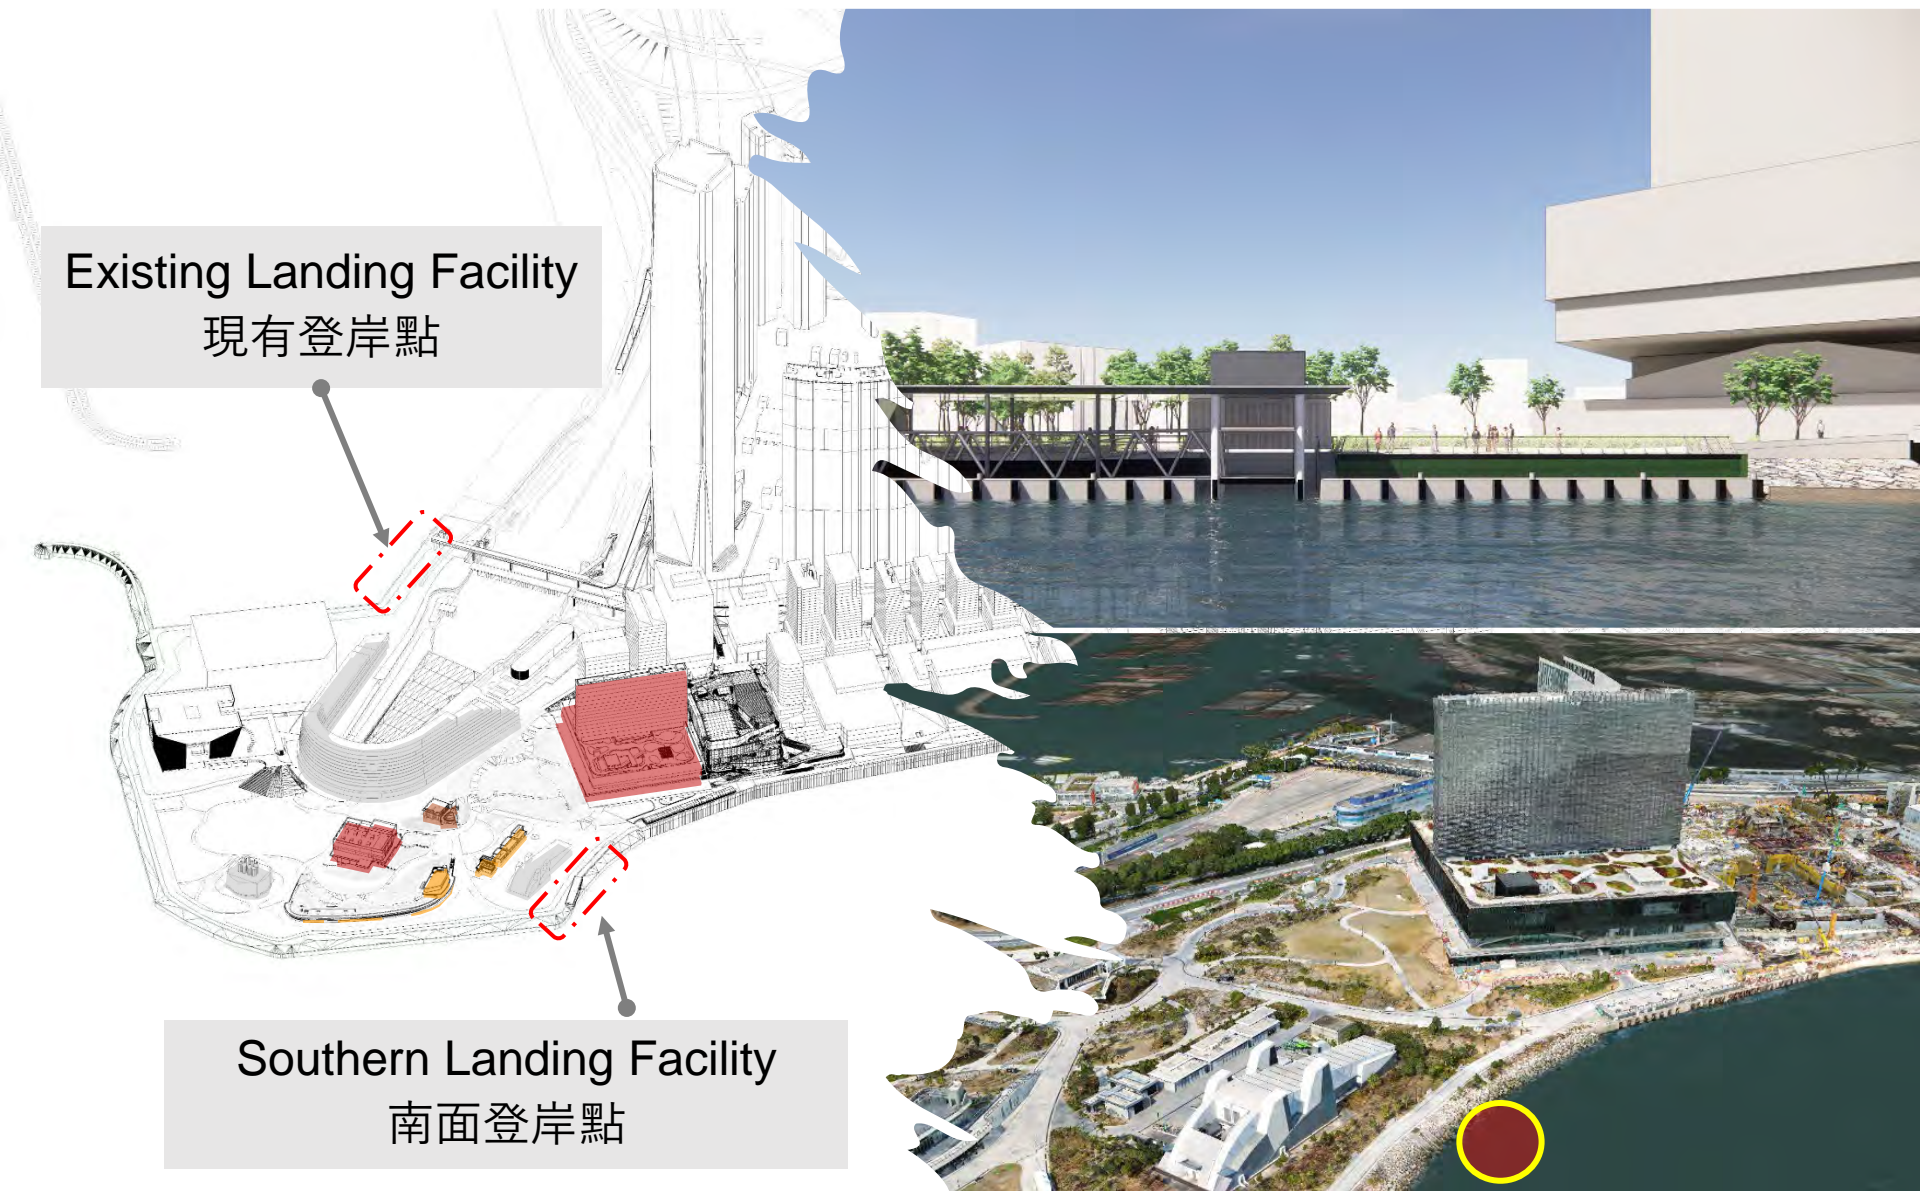 Existing Landing Facility
現有登岸點
Southern Landing Facility
南面登岸點